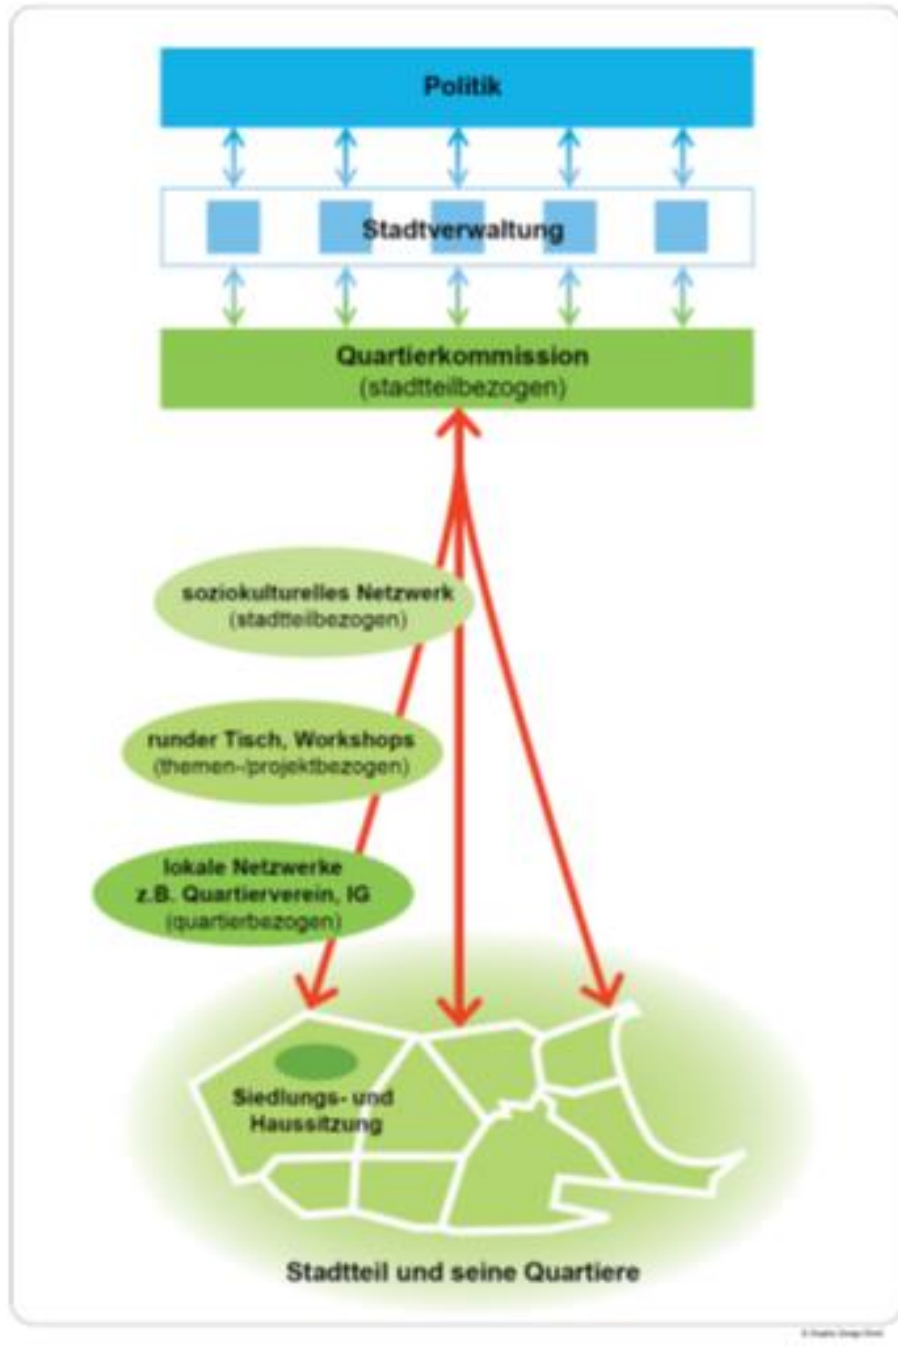 Politik
Stadtverwaltung
Quartierkommission
(stadtteilbezogen)
soziokulturelles Netzwerk
(stadtteilbezogen)
runder Tisch, Workshops
(themen-/projektbezogen)
lokale Netzwerke
z.B. Quartierverein, IG
(quartierbezogen)
Siedlungs- und
Haussitzung
Stadtteil und seine Quartiere